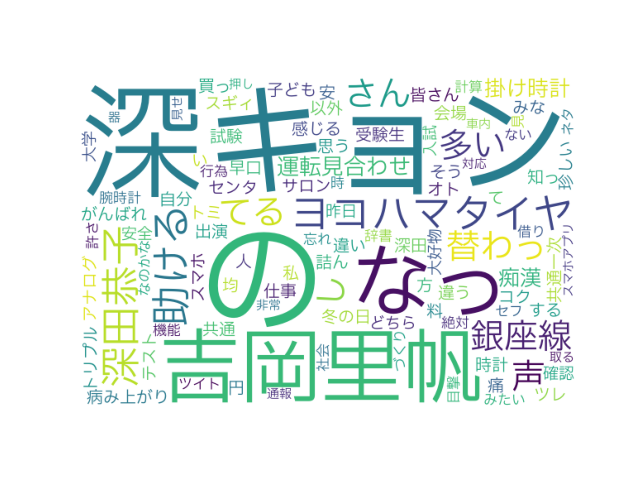 深キョン
の
なっ
吉岡里帆
ヨコハマタイヤ
深田恭子
助ける
さん
多い
てる
替わっ
銀座線
声
し
運転見合わせ
掛け時計
痴漢
買っ
押し
子ども
安
皆さん
計算
スギィ
以外
会場
みな
器
見せ
試験
感じる
受験生
入試
車内
訳
ない
ネタ
大学
行為
早口
思う
そう
対応
知っ
珍しい
い
センタ
サロン
時
オト
腕時計
自分
トミ
昨日
て
がんばれ
出演
忘れ
違い
辞書
深田
大好物
借り
許さ
安全
なのかな
スマホ
均
人
私
詰ん
方
共通一次
スマホアプリ
アナログ
仕事
料
違う
コク
する
トリプル
テスト
機能
共通
非常
冬の日
どちら
絶対
セフ
社会
づくり
時計
確認
取る
病み上がり
ツイト
円
通報
目撃
痛
みたい
ツレ